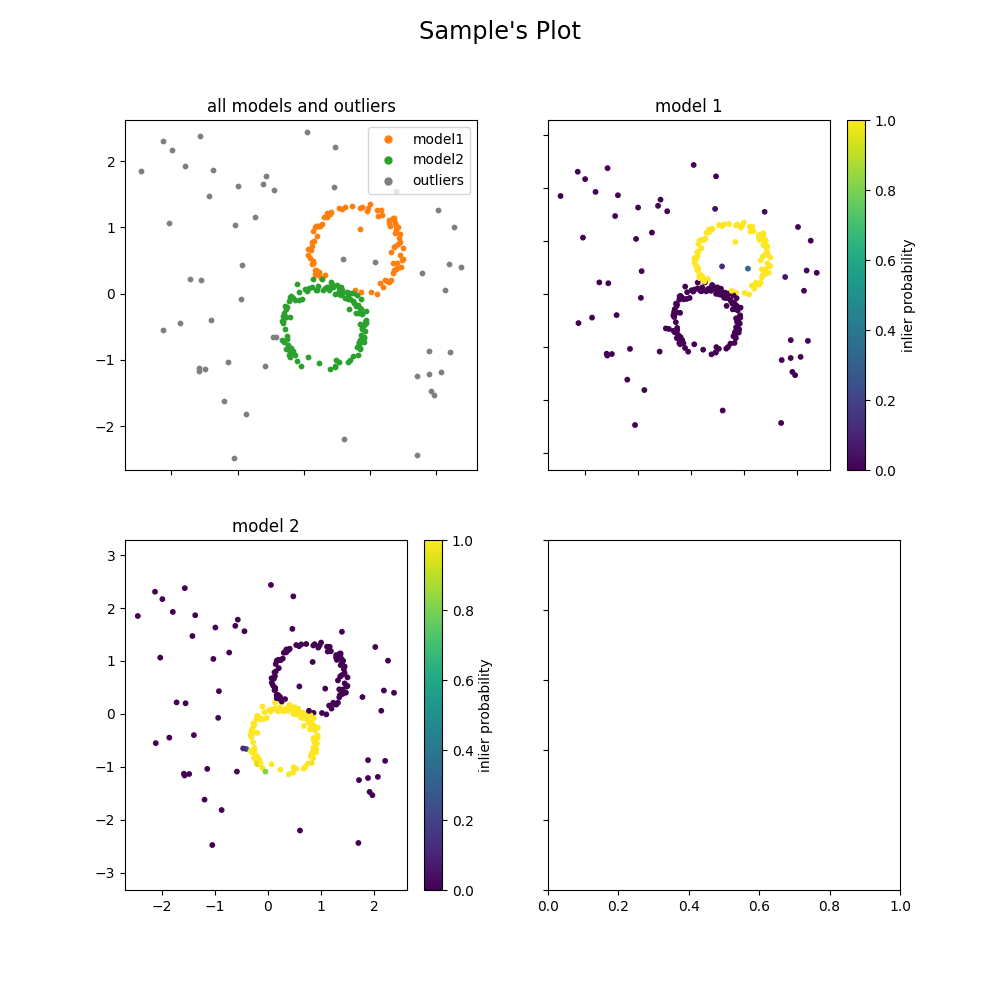 Sample's Plot
all models and outliers
model1
model2
outliers
2
1
0
−1
−2
model 1
1.0
0.8
0.6
0.4
0.2
0.0
inlier probability
model 2
3
2
1
0
−1
−2
−3
−2 −1 0 1 2
1.0
0.8
0.6
0.4
0.2
0.0
inlier probability
0.0 0.2 0.4 0.6 0.8 1.0